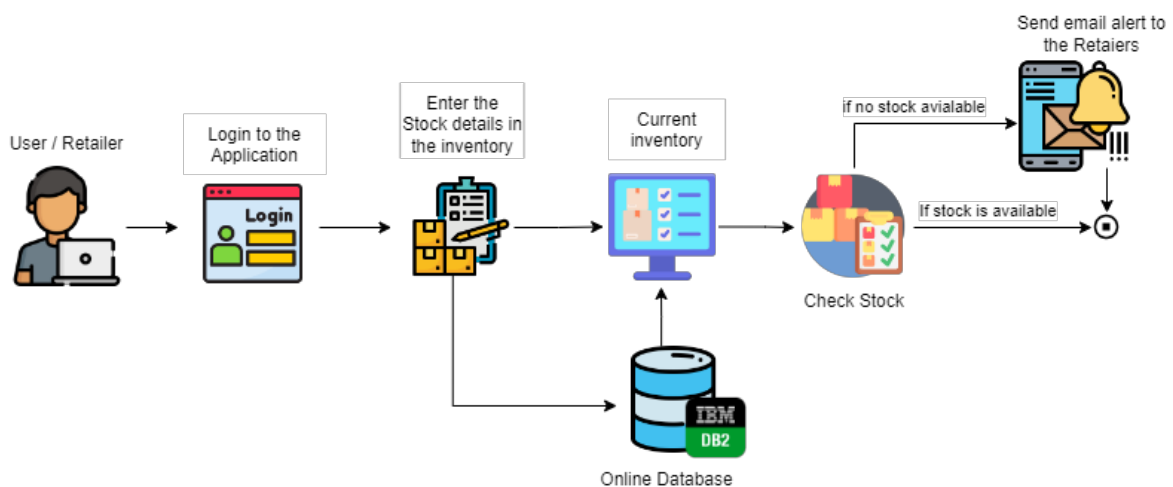 Send email alert to
the Retaiers
if no stock avialable
Enter the
Stock details in
the inventory
Current
inventory
Login to the
Application
User / Retailer
Login
If stock is available
Check Stock
IBM
DB2
Online Database